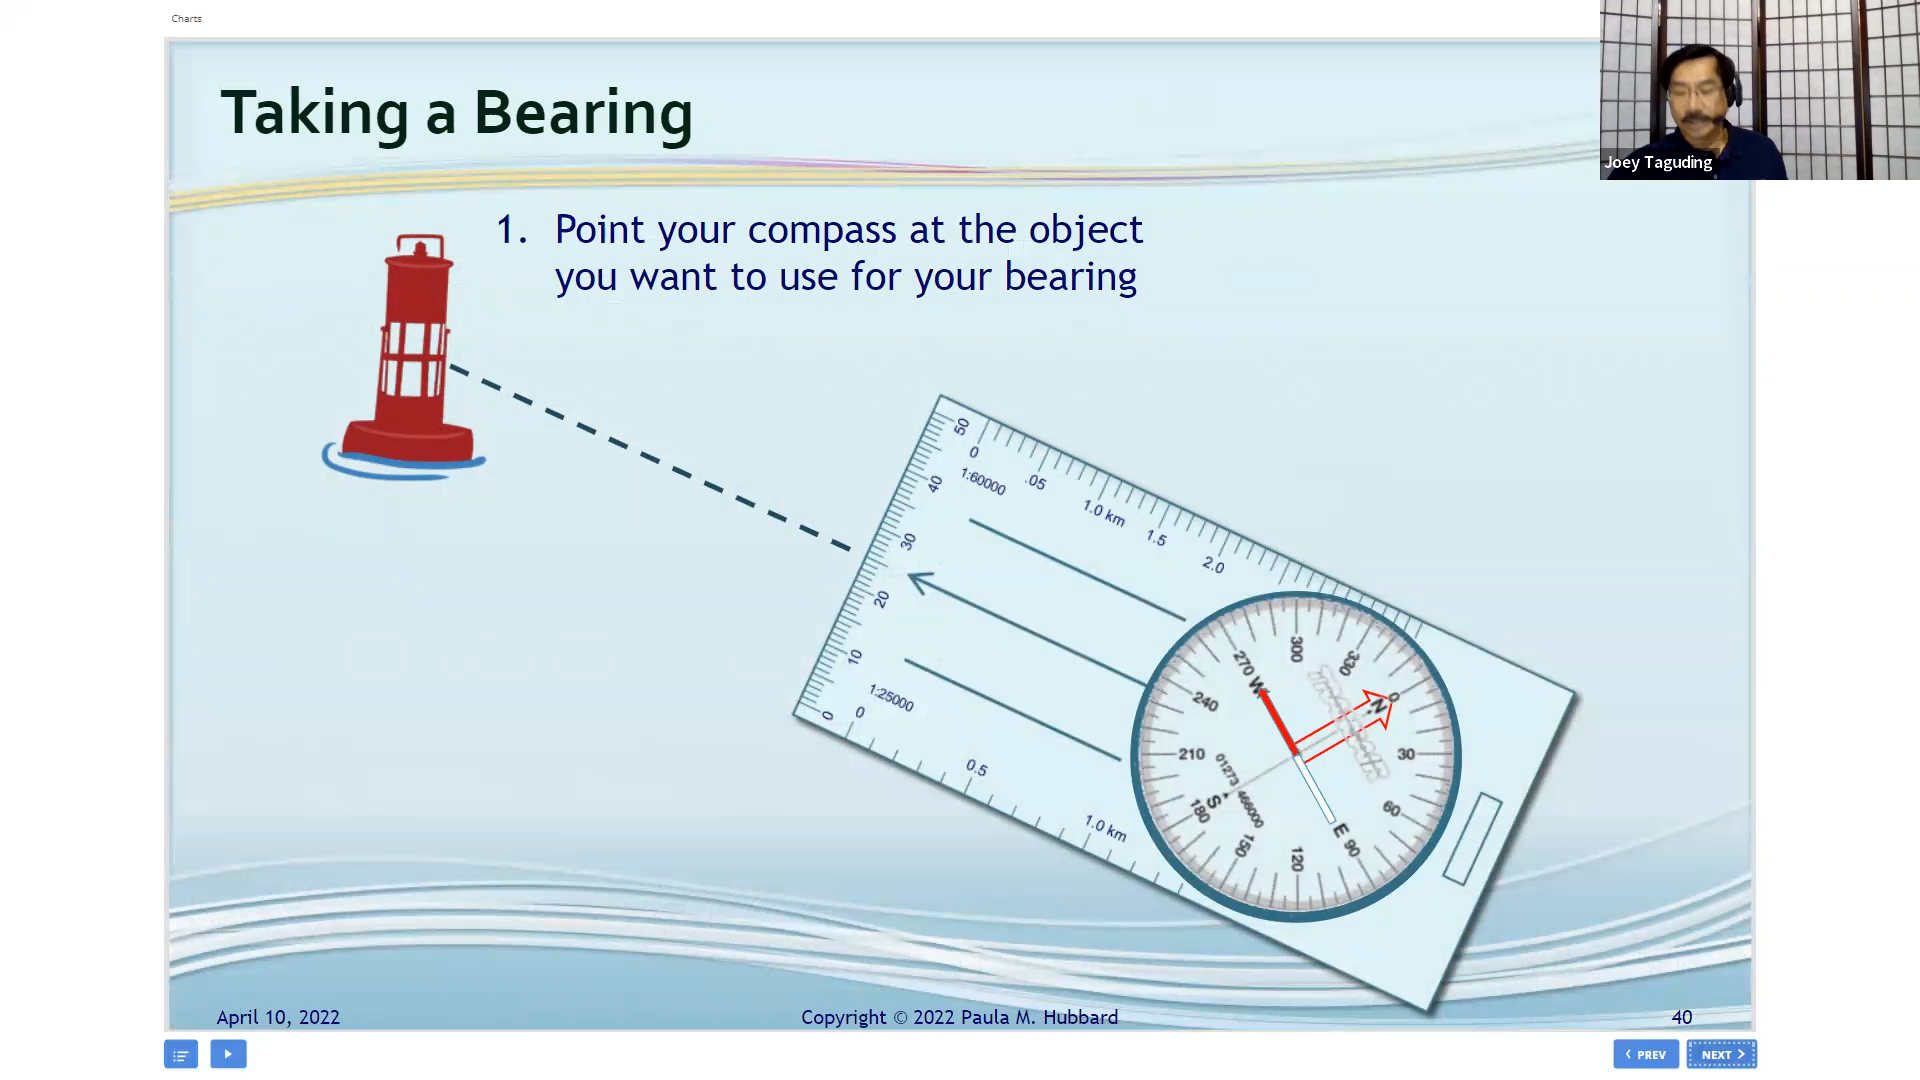 Charts
Taking a Bearing
Joey Taguding
1. Point your compass at the object
you want to use for your bearing
50
40
30
20
10
0
0
.05
1.0 km
1.5
2.0
1:60000
1:25000
0
0.5
1.0 km
270
300
330
0
30
60
90
120
150
180
210
240
W
N
E
S
01273
466000
April 10, 2022
Copyright © 2022 Paula M. Hubbard
40
PREV
NEXT